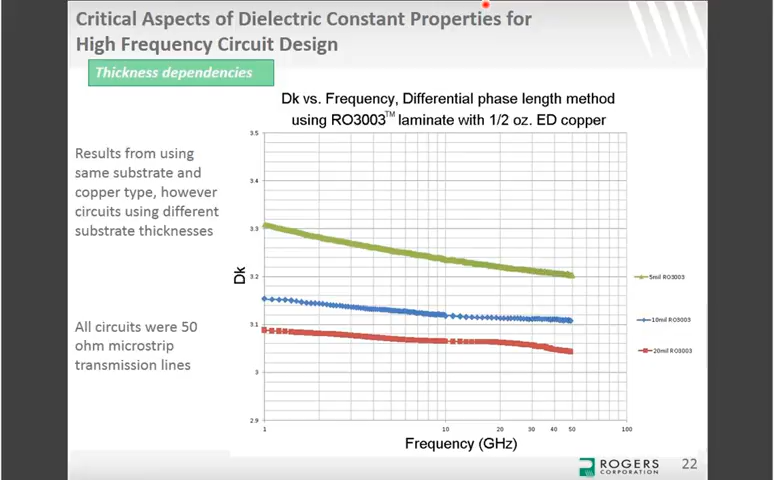 Critical Aspects of Dielectric Constant Properties for
High Frequency Circuit Design
Thickness dependencies
Dk vs. Frequency, Differential phase length method
using RO3003™ laminate with 1/2 oz. ED copper
Results from using
same substrate and
copper type, however
circuits using different
substrate thicknesses
All circuits were 50
ohm microstrip
transmission lines
Dk
3.5
3.4
3.3
3.2
3.1
3
2.9
1 10 20 30 40 50 100
Frequency (GHz)
5mil RO3003
10mil RO3003
20mil RO3003
ROGERS
CORPORATION
22